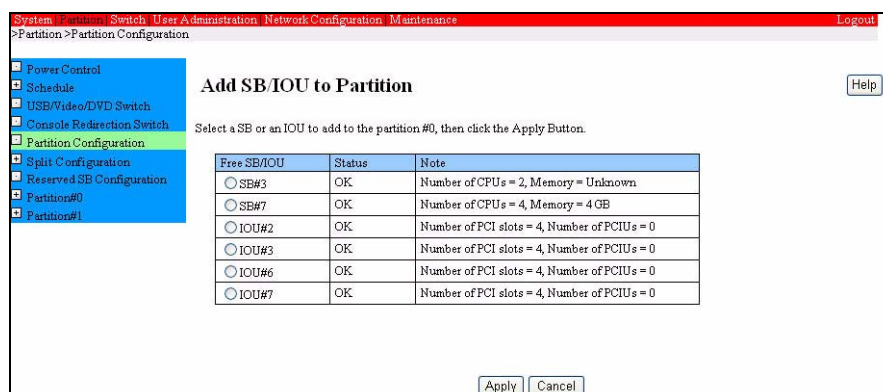 System | Partition | Switch | User Administration | Network Configuration | Maintenance Logout
>Partition >Partition Configuration
Power Control
Schedule
USB/Video/DVD Switch
Console Redirection Switch
Partition Configuration
Split Configuration
Reserved SB Configuration
Partition#0
Partition#1
Add SB/IOU to Partition
Help
Select a SB or an IOU to add to the partition #0, then click the Apply Button.
Free SB/IOU Status Note
SB#3 OK Number of CPUs = 2, Memory = Unknown
SB#7 OK Number of CPUs = 4, Memory = 4 GB
IOU#2 OK Number of PCI slots = 4, Number of PCIUs = 0
IOU#3 OK Number of PCI slots = 4, Number of PCIUs = 0
IOU#6 OK Number of PCI slots = 4, Number of PCIUs = 0
IOU#7 OK Number of PCI slots = 4, Number of PCIUs = 0
Apply Cancel